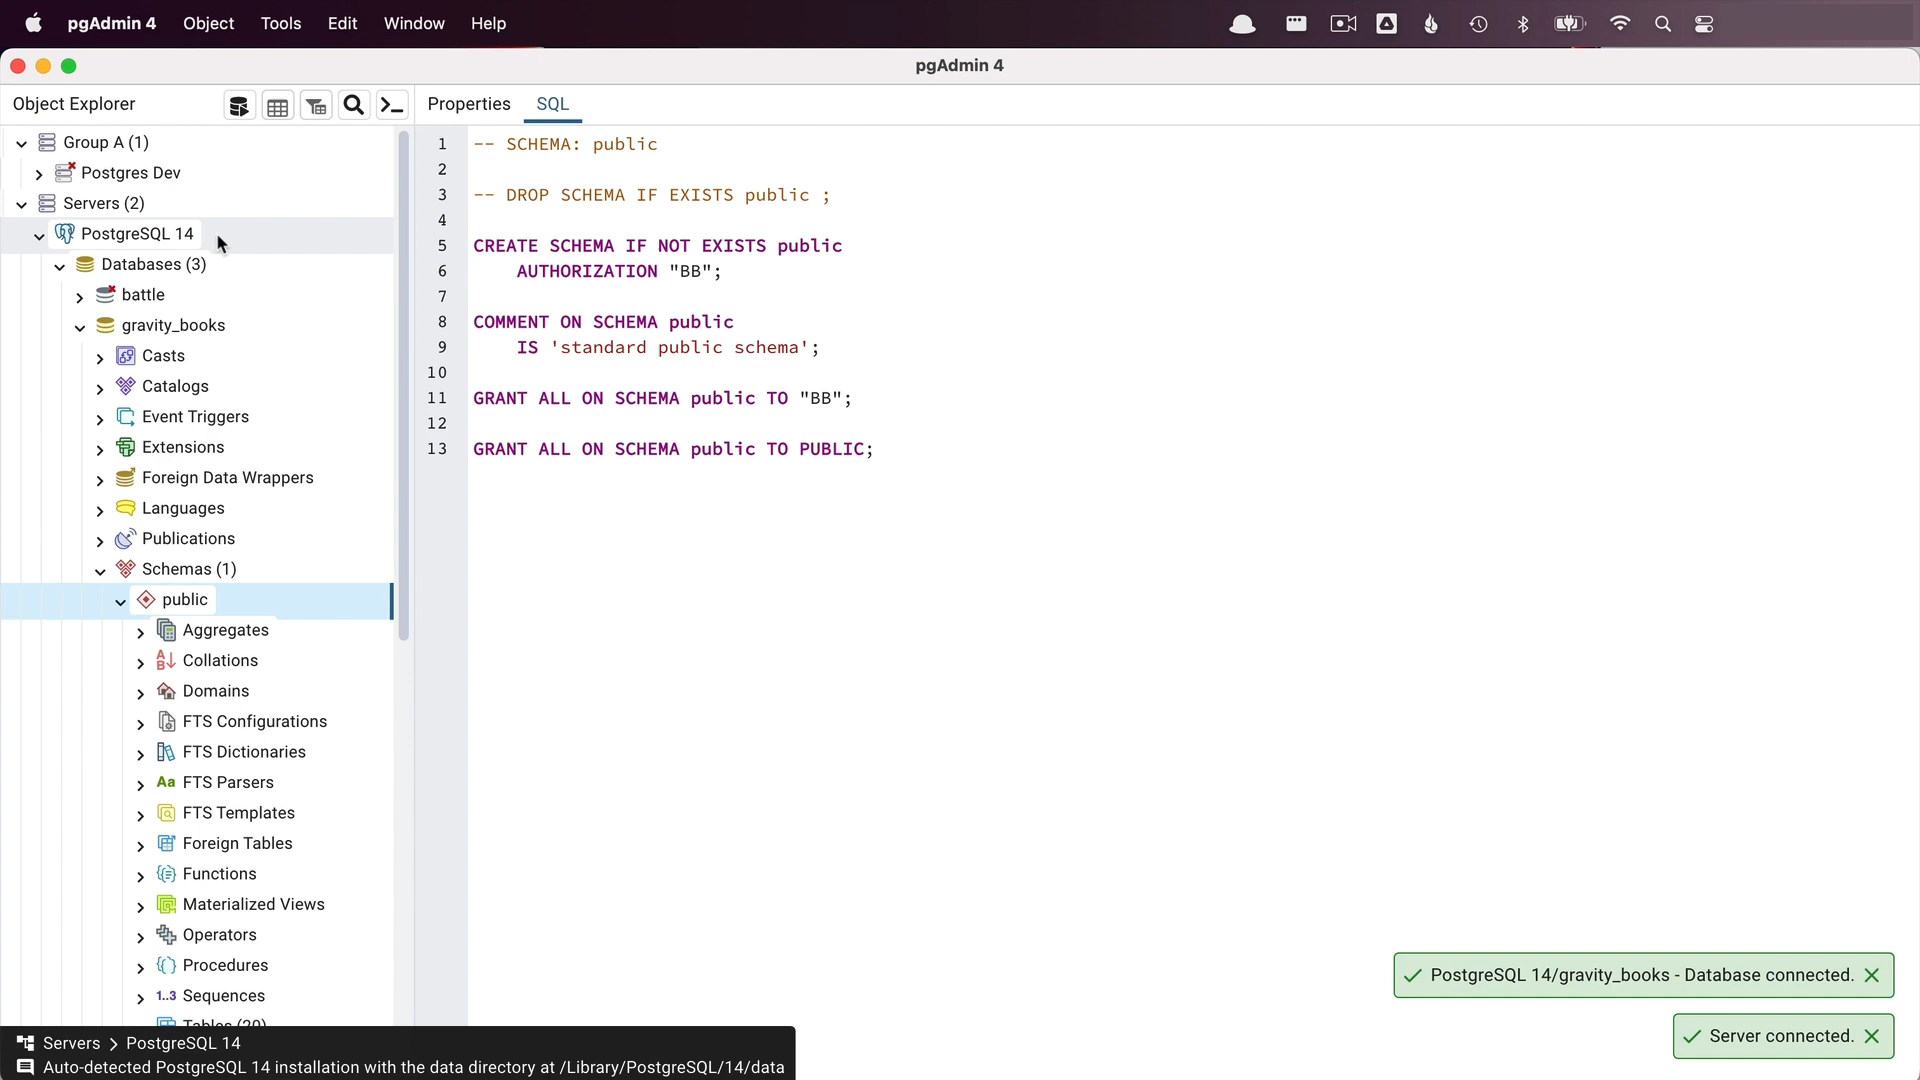 pgAdmin 4 Object Tools Edit Window Help
pgAdmin 4
Object Explorer
Properties SQL
Group A (1)
Postgres Dev
Servers (2)
PostgreSQL 14
Databases (3)
battle
gravity_books
Casts
Catalogs
Event Triggers
Extensions
Foreign Data Wrappers
Languages
Publications
Schemas (1)
public
Aggregates
Collations
Domains
FTS Configurations
FTS Dictionaries
Aa FTS Parsers
FTS Templates
Foreign Tables
Functions
Materialized Views
Operators
Procedures
1..3 Sequences
Tables (20)
1 -- SCHEMA: public
2
3 -- DROP SCHEMA IF EXISTS public ;
4
5 CREATE SCHEMA IF NOT EXISTS public
6 AUTHORIZATION "BB";
7
8 COMMENT ON SCHEMA public
9 IS 'standard public schema';
10
11 GRANT ALL ON SCHEMA public TO "BB";
12
13 GRANT ALL ON SCHEMA public TO PUBLIC;
PostgreSQL 14/gravity_books - Database connected.
Server connected.
Servers > PostgreSQL 14
Auto-detected PostgreSQL 14 installation with the data directory at /Library/PostgreSQL/14/data